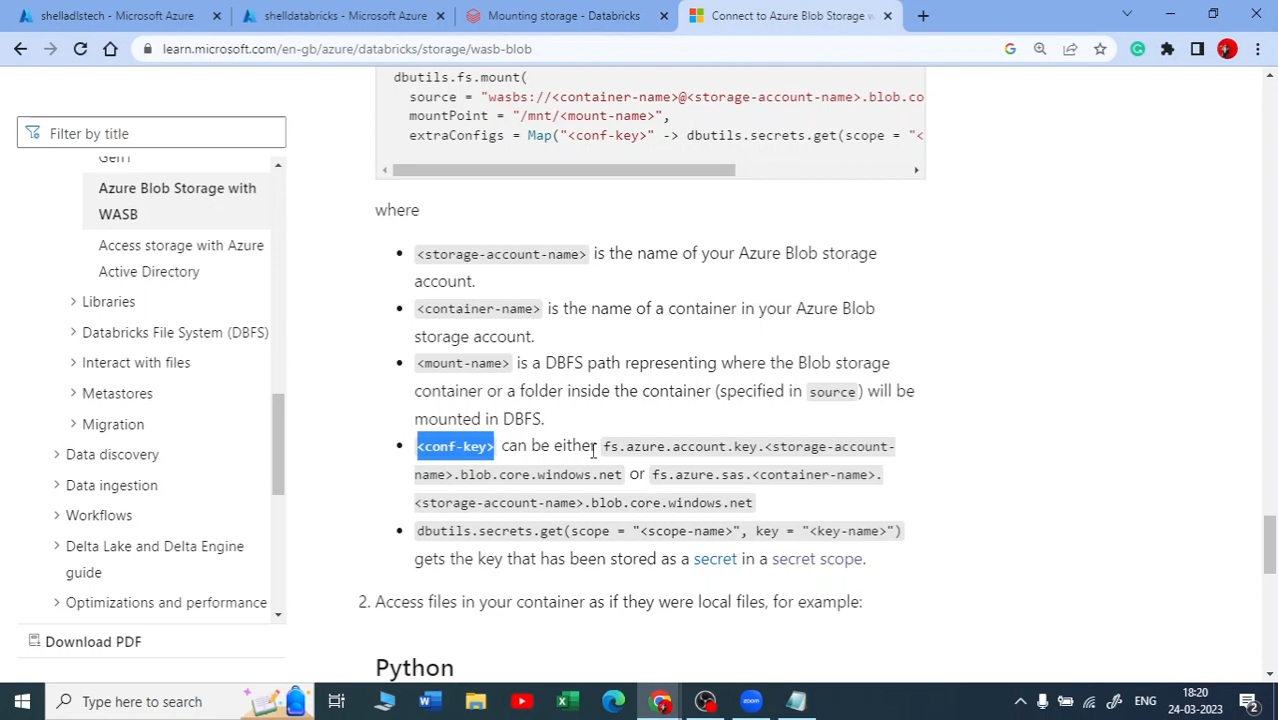 shelladlstech - Microsoft Azure
shelldatabricks - Microsoft Azure
Mounting storage - Databricks
Connect to Azure Blob Storage w
learn.microsoft.com/en-gb/azure/databricks/storage/wasb-blob
Filter by title
Gen1
Azure Blob Storage with
WASB
Access storage with Azure
Active Directory
Libraries
Databricks File System (DBFS)
Interact with files
Metastores
Migration
Data discovery
Data ingestion
Workflows
Delta Lake and Delta Engine
guide
Optimizations and performance
Download PDF
dbutils.fs.mount(
source = "wasbs://<container-name>@<storage-account-name>.blob.co
mountPoint = "/mnt/<mount-name>",
extraConfigs = Map("<conf-key>" -> dbutils.secrets.get(scope = "<
where
• <storage-account-name> is the name of your Azure Blob storage
account.
• <container-name> is the name of a container in your Azure Blob
storage account.
• <mount-name> is a DBFS path representing where the Blob storage
container or a folder inside the container (specified in source) will be
mounted in DBFS.
• <conf-key> can be either fs.azure.account.key.<storage-account-
name>.blob.core.windows.net or fs.azure.sas.<container-name>.
<storage-account-name>.blob.core.windows.net
• dbutils.secrets.get(scope = "<scope-name>", key = "<key-name>")
gets the key that has been stored as a secret in a secret scope.
2. Access files in your container as if they were local files, for example:
Python
Type here to search
ENG
18:20
24-03-2023
2